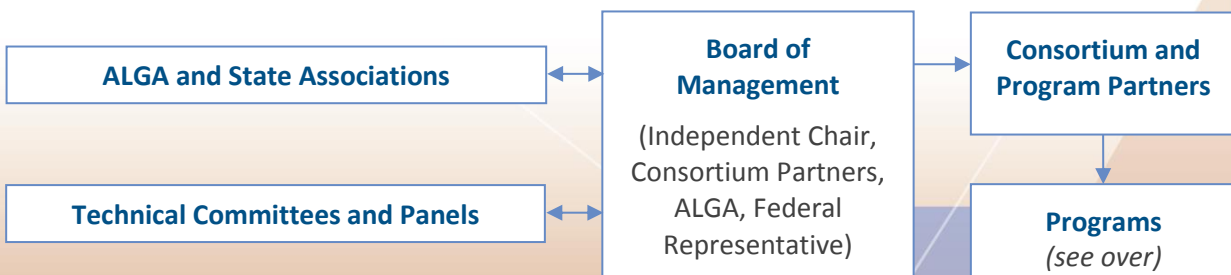 ALGA and State Associations
Technical Committees and Panels
Board of
Management
(Independent Chair,
Consortium Partners,
ALGA, Federal
Representative)
Consortium and
Program Partners
Programs
(see over)